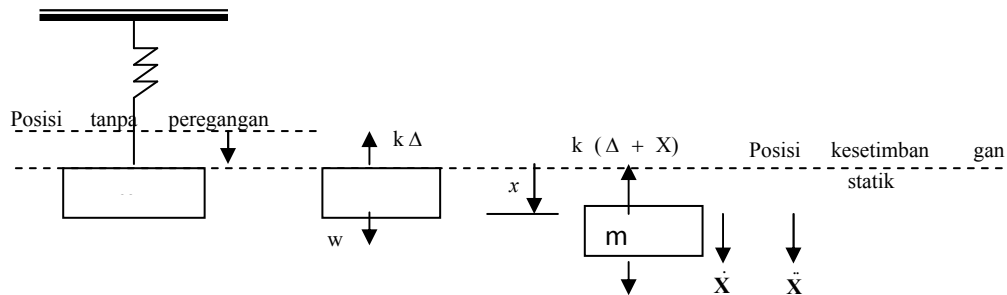 Posisi tanpa peregangan
k Δ
k (Δ + X)
Posisi kesetimban gan
statik
x
w
m
Ẋ
Ẍ